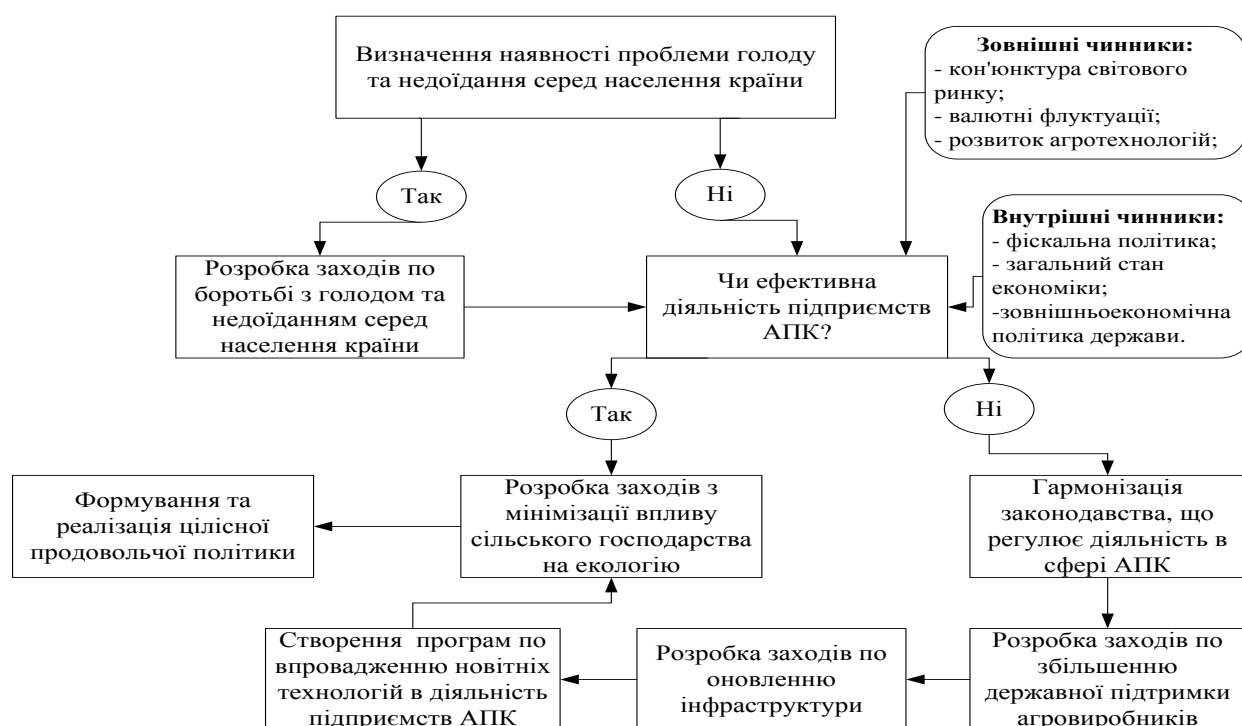 Визначення наявності проблеми голоду
та недоїдання серед населення країни
Зовнішні чинники:
- кон'юнктура світового
ринку;
- валютні флуктуації;
- розвиток агротехнологій;
Так
Ні
Внутрішні чинники:
- фіскальна політика;
- загальний стан
економіки;
-зовнішньоекономічна
політика держави.
Розробка заходів по
боротьбі з голодом та
недоїданням серед
населення країни
Чи ефективна
діяльність підприємств
АПК?
Так
Ні
Формування та
реалізація цілісної
продовольчої політики
Розробка заходів з
мінімізації впливу
сільського господарства
на екологію
Гармонізація
законодавства, що
регулює діяльність в
сфері АПК
Створення програм по
впровадженню новітніх
технологій в діяльність
підприємств АПК
Розробка заходів по
оновленню
інфраструктури
Розробка заходів по
збільшенню
державної підтримки
агровиробників